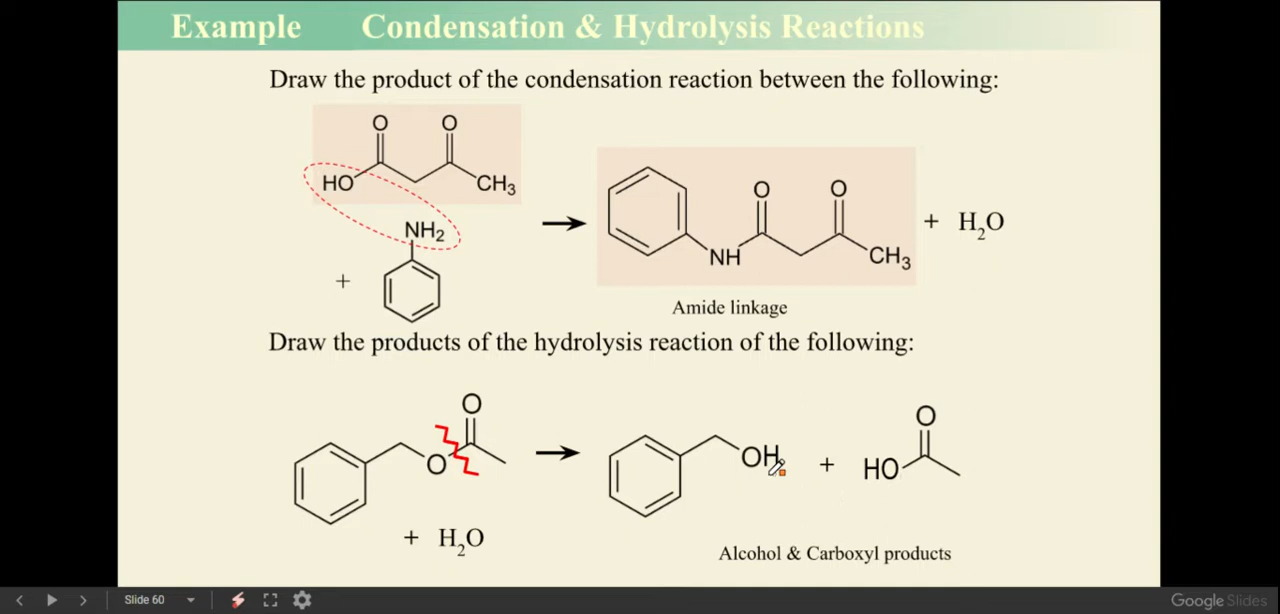 Example Condensation & Hydrolysis Reactions
Draw the product of the condensation reaction between the following:
O O
HO CH3
NH2
+
O O
NH CH3
+ H2O
Amide linkage
Draw the products of the hydrolysis reaction of the following:
O
O
+ H2O
OH
+
O
HO
Alcohol & Carboxyl products
Slide 60
Google Slides